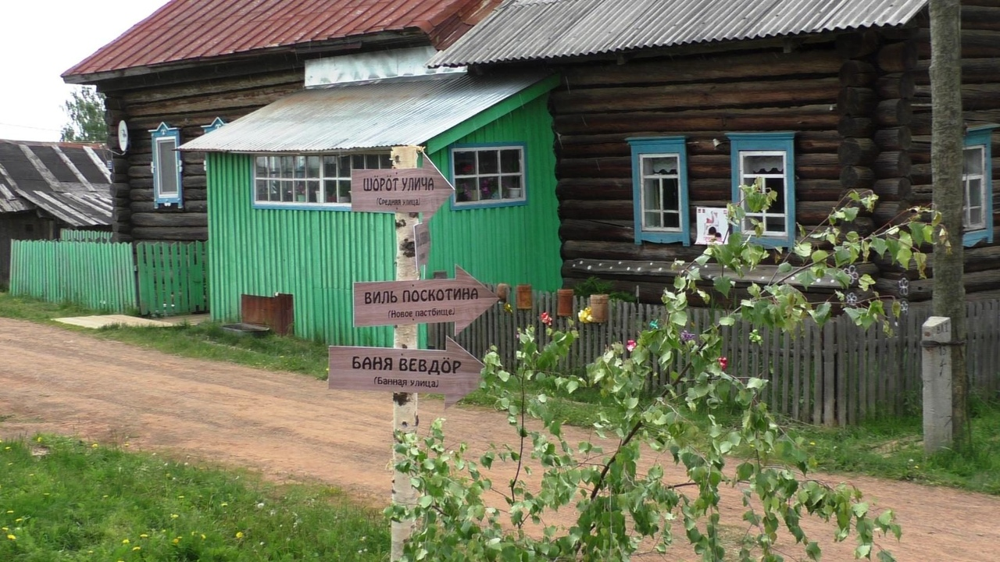 ШÖРÖТ УЛИЧА
(Средняя улица)
ВИЛЬ ПОСКОТИНА
(Новое пастбище)
БАНЯ ВЕВДÖР
(Банная улица)